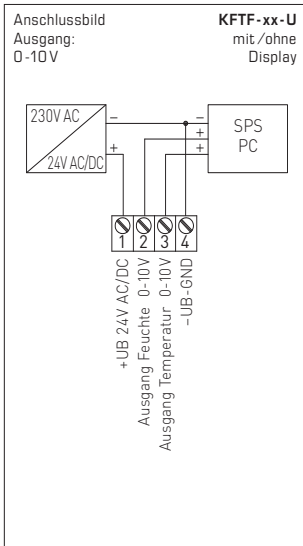 Anschlussbild
Ausgang:
0-10 V
KFTF-xx-U
mit / ohne
Display
230V AC
24V AC/DC
–
+
–
+
+
SPS
PC
1
2
3
4
+UB 24V AC/DC
Ausgang Feuchte 0-10V
Ausgang Temperatur 0-10V
–UB-GND